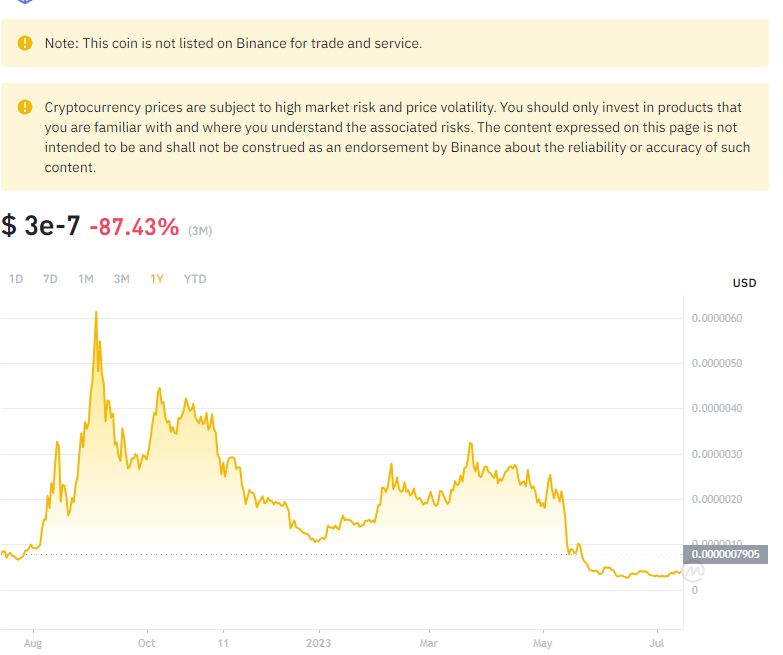 Note: This coin is not listed on Binance for trade and service.
Cryptocurrency prices are subject to high market risk and price volatility. You should only invest in products that
you are familiar with and where you understand the associated risks. The content expressed on this page is not
intended to be and shall not be construed as an endorsement by Binance about the reliability or accuracy of such
content.
$ 3e-7 -87.43% (3M)
1D 7D 1M 3M 1Y YTD
USD
0.0000060
0.0000050
0.0000040
0.0000030
0.0000020
0.0000010
0.0000007905
0
Aug Oct 11 2023 Mar May Jul